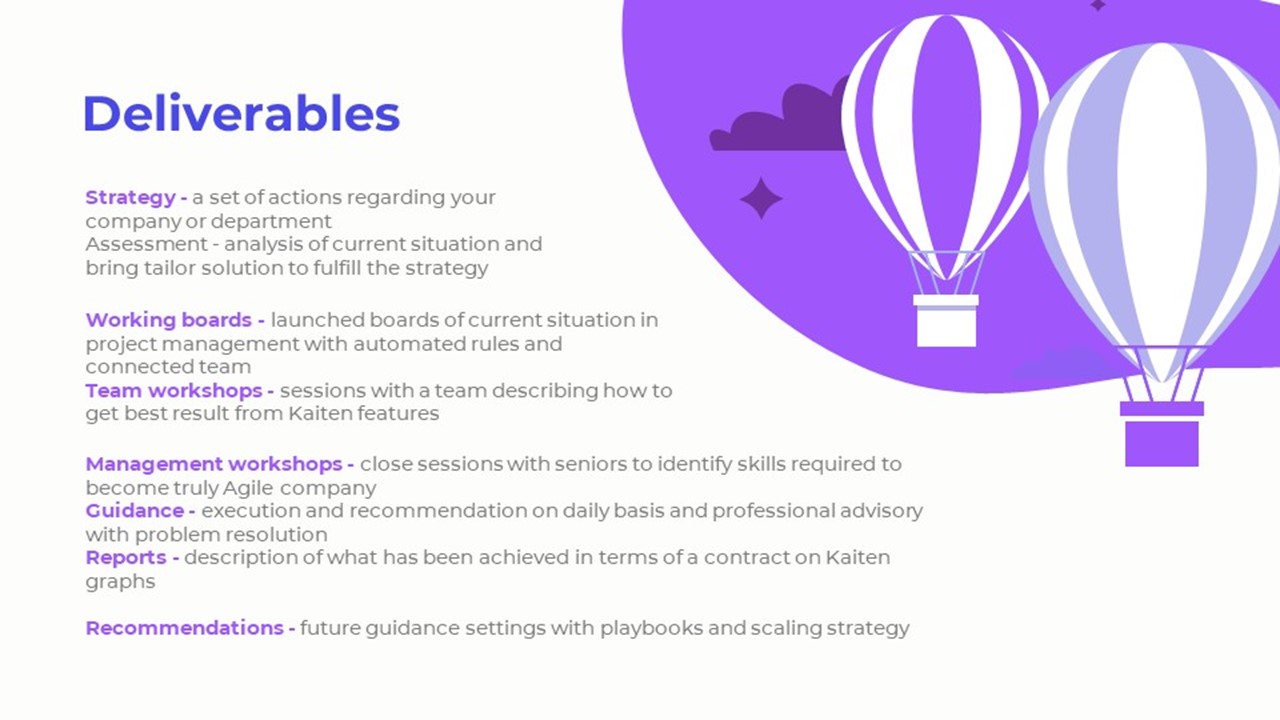 Deliverables
Strategy - a set of actions regarding your
company or department
Assessment - analysis of current situation and
bring tailor solution to fulfill the strategy
Working boards - launched boards of current situation in
project management with automated rules and
connected team
Team workshops - sessions with a team describing how to
get best result from Kaiten features
Management workshops - close sessions with seniors to identify skills required to
become truly Agile company
Guidance - execution and recommendation on daily basis and professional advisory
with problem resolution
Reports - description of what has been achieved in terms of a contract on Kaiten
graphs
Recommendations - future guidance settings with playbooks and scaling strategy